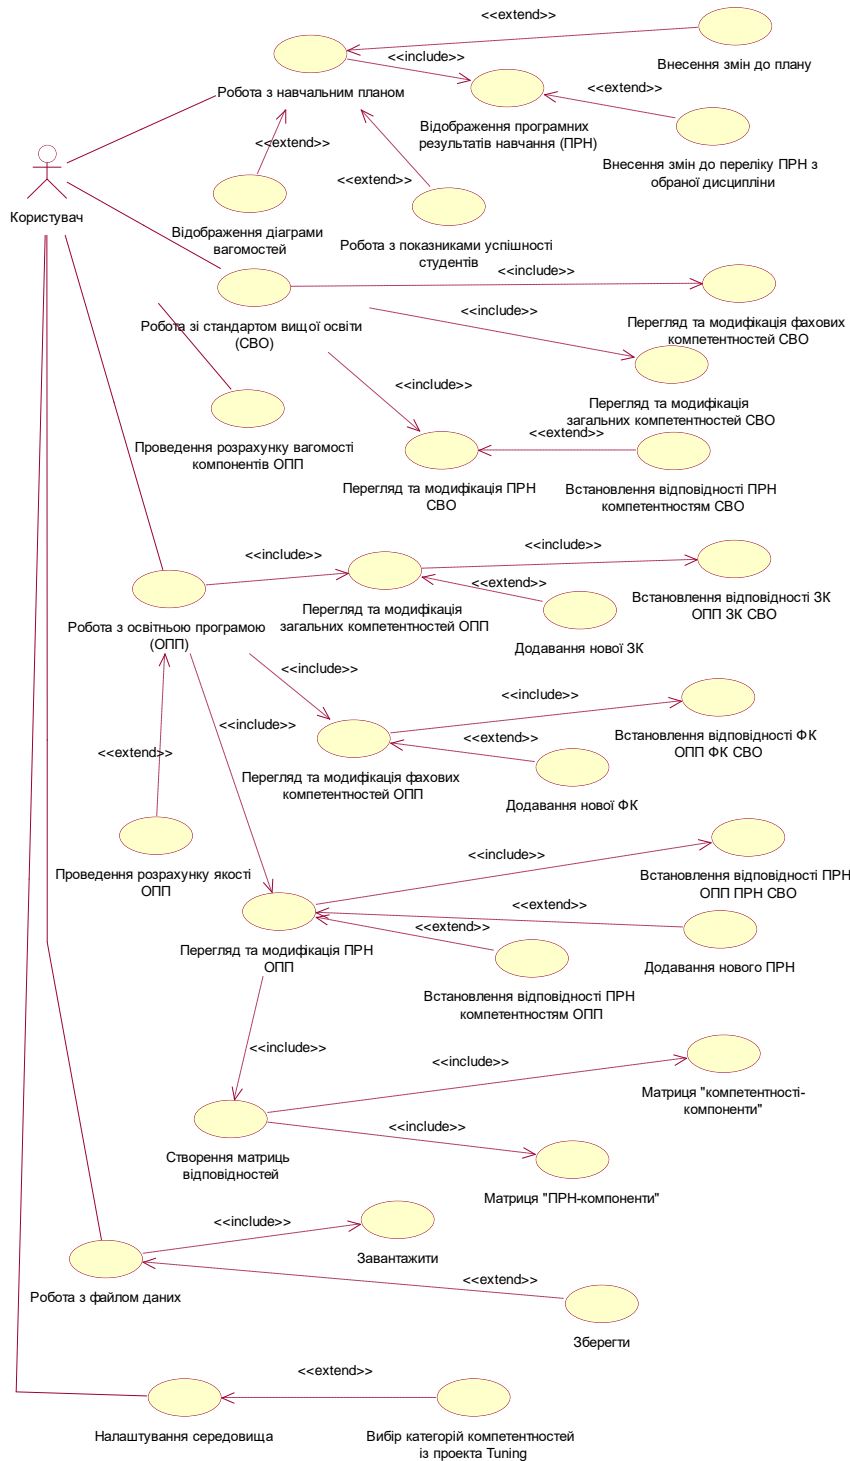 <<extend>>
Внесення змін до плану
<<include>>
Робота з навчальним планом
<<extend>>
Відображення програмних
результатів навчання (ПРН)
Внесення змін до переліку ПРН з
обраної дисципліни
<<extend>>
<<extend>>
Користувач
Відображення діаграми
вагомостей
Робота з показниками успішності
студентів
<<include>>
Робота зі стандартом вищої освіти
(СВО)
Перегляд та модифікація фахових
компетентностей СВО
<<include>>
<<include>>
Перегляд та модифікація
загальних компетентностей СВО
Проведення розрахунку вагомості
компонентів ОПП
<<extend>>
Перегляд та модифікація ПРН
СВО
Встановлення відповідності ПРН
компетентностям СВО
<<include>>
<<include>>
<<extend>>
Робота з освітньою програмою
(ОПП)
Перегляд та модифікація
загальних компетентностей ОПП
Встановлення відповідності ЗК
ОПП ЗК СВО
Додавання нової ЗК
<<include>>
<<include>>
<<include>>
<<extend>>
<<extend>>
Встановлення відповідності ФК
ОПП ФК СВО
Перегляд та модифікація фахових
компетентностей ОПП
Додавання нової ФК
<<include>>
Проведення розрахунку якості
ОПП
Встановлення відповідності ПРН
ОПП ПРН СВО
<<extend>>
<<extend>>
Перегляд та модифікація ПРН
ОПП
Додавання нового ПРН
Встановлення відповідності ПРН
компетентностям ОПП
<<include>>
<<include>>
Матриця "компетентності-
компоненти"
<<include>>
Створення матриць
відповідностей
Матриця "ПРН-компоненти"
<<include>>
Завантажити
<<extend>>
Робота з файлом даних
Зберегти
<<extend>>
Налаштування середовища
Вибір категорій компетентностей
із проекта Tuning